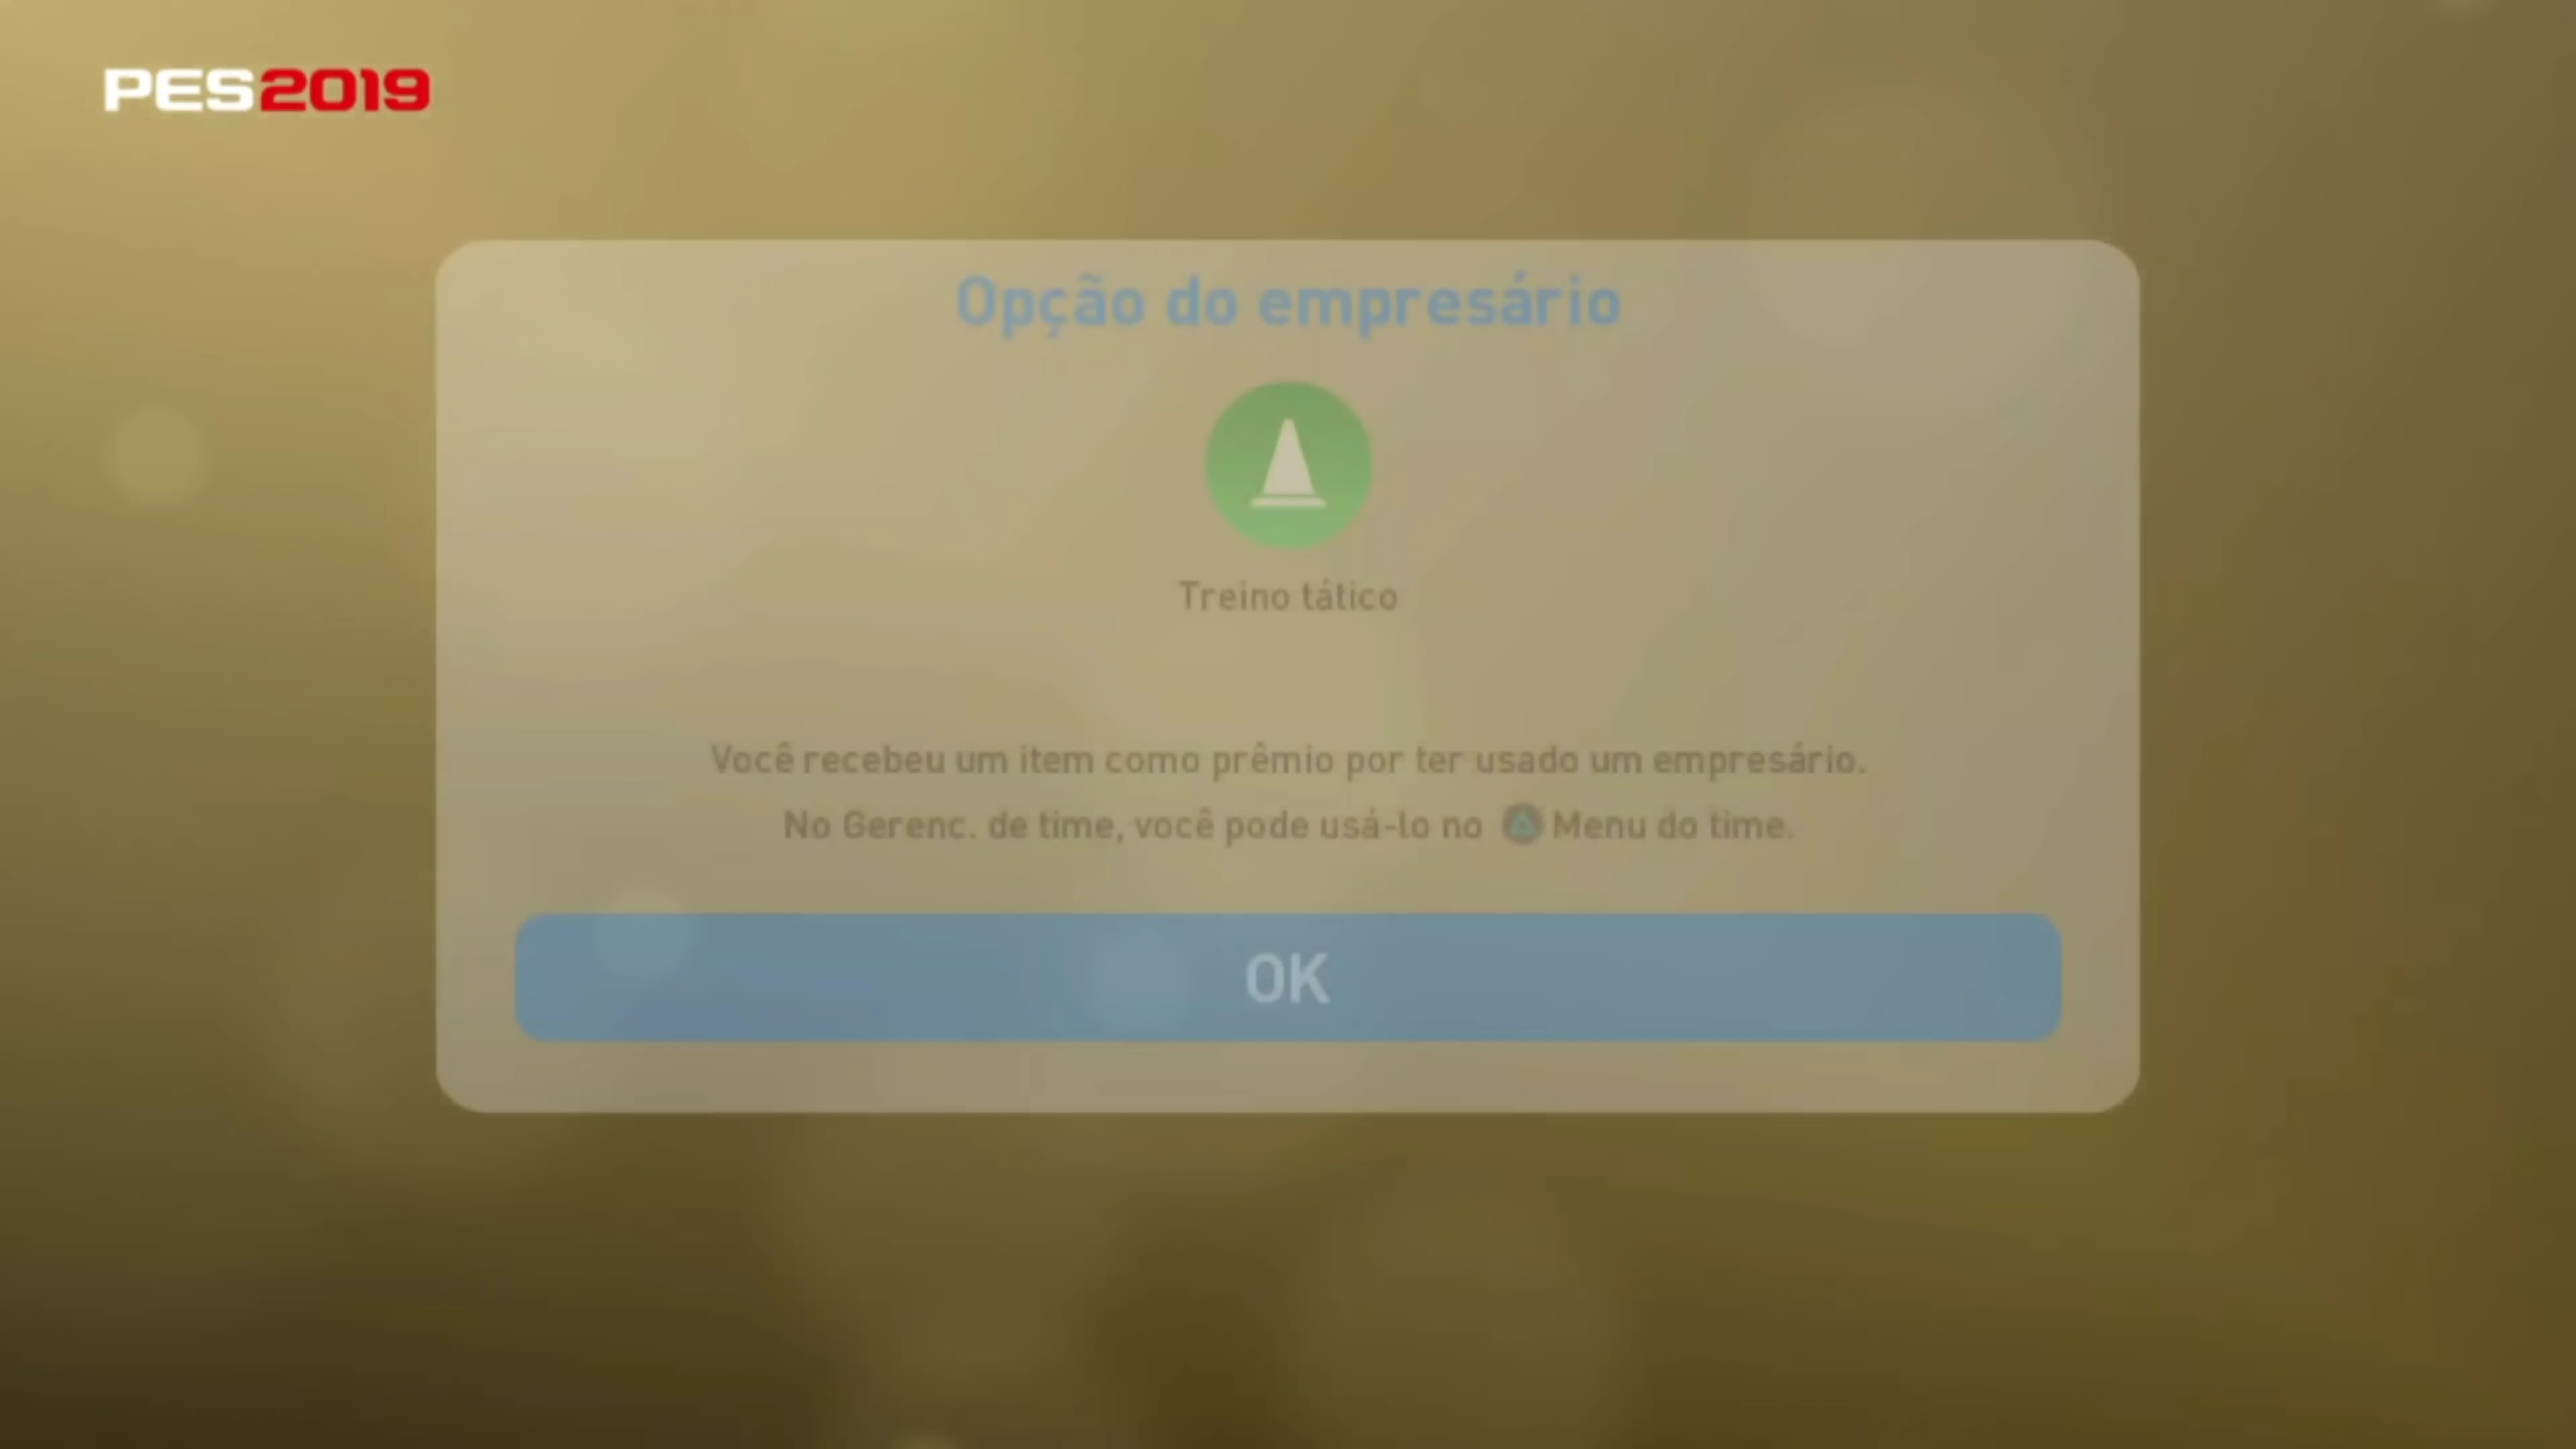 PES2019
Opção do empresário
Treino tático
Você recebeu um item como prêmio por ter usado um empresário.
No Gerenc. de time, você pode usá-lo no Menu do time.
OK